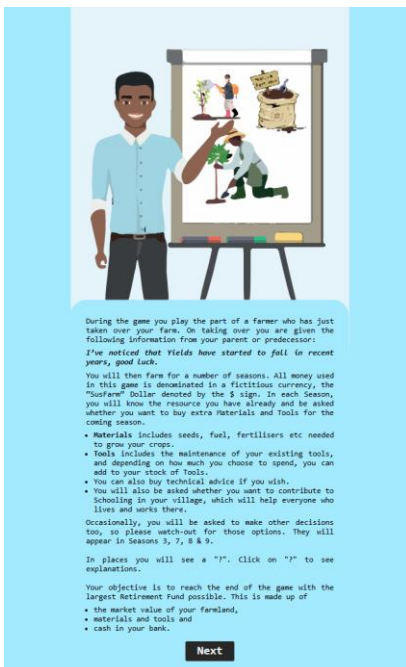 During the game you play the part of a farmer who has just
taken over your farm. On taking over you are given the
following information from your parent or predecessor:
I've noticed that Yields have started to fall in recent
years, good luck.
You will then farm for a number of seasons. All money used
in this game is denominated in a fictitious currency, the
"SusFarm" Dollar denoted by the $ sign. In each Season,
you will know the resource you have already and be asked
whether you want to buy extra Materials and Tools for the
coming season.
• Materials includes seeds, fuel, fertilisers etc needed
to grow your crops.
• Tools includes the maintenance of your existing tools,
and depending on how much you choose to spend, you can
add to your stock of Tools.
• You can also buy technical advice if you wish.
• You will also be asked whether you want to contribute to
Schooling in your village, which will help everyone who
lives and works there.
Occasionally, you will be asked to make other decisions
too, so please watch-out for those options. They will
appear in Seasons 3, 7, 8 & 9.
In places you will see a "?". Click on "?" to see
explanations.
Your objective is to reach the end of the game with the
largest Retirement Fund possible. This is made up of
• the market value of your farmland,
• materials and tools and
• cash in your bank.
Next